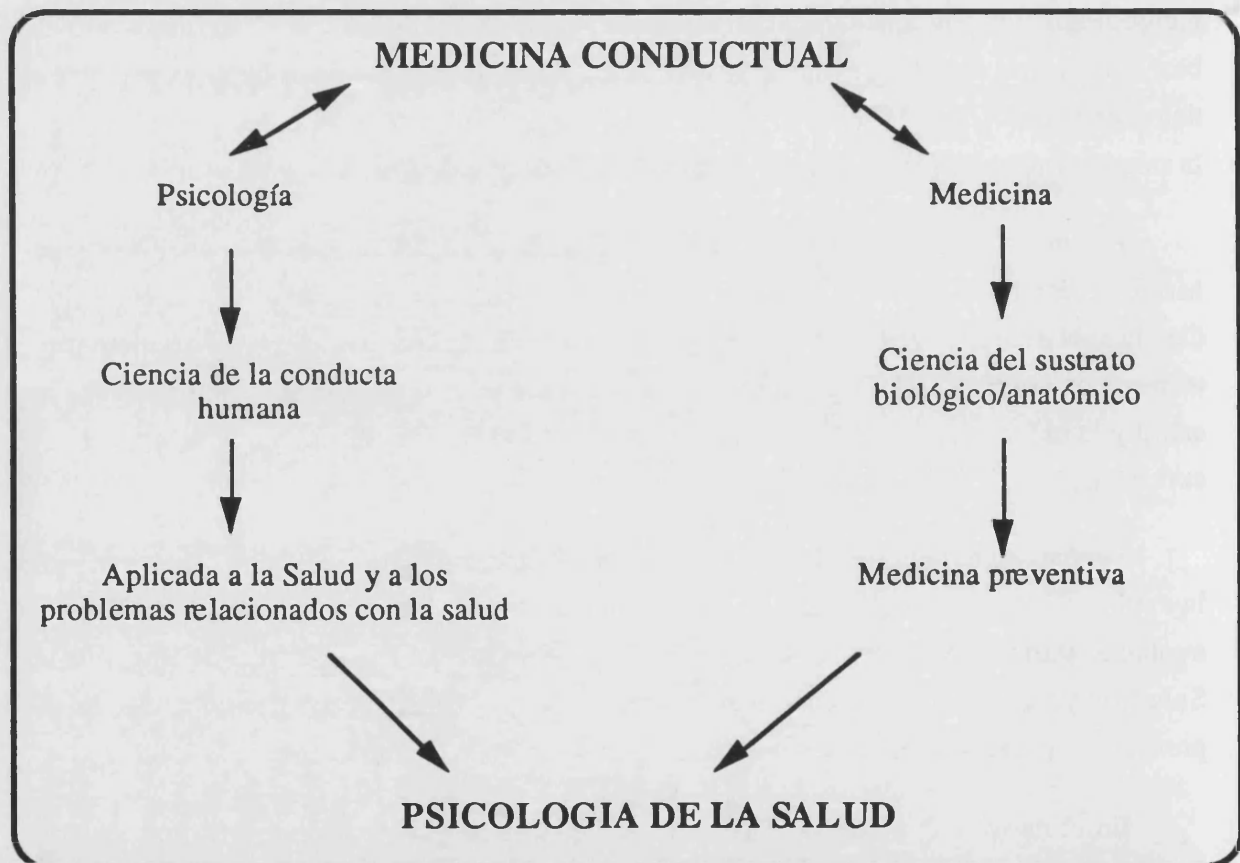 MEDICINA CONDUCTUAL
Psicología
Medicina
Ciencia de la conducta
humana
Ciencia del sustrato
biológico/anatómico
Aplicada a la Salud y a los
problemas relacionados con la salud
Medicina preventiva
PSICOLOGIA DE LA SALUD